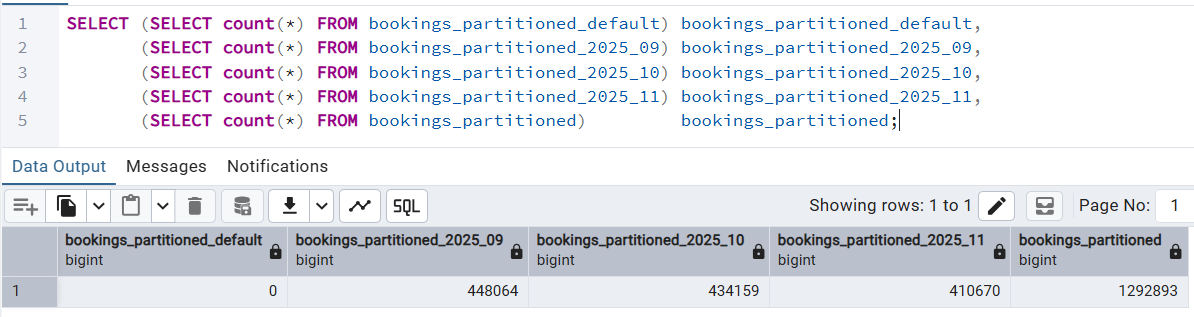 1 SELECT (SELECT count(*) FROM bookings_partitioned_default) bookings_partitioned_default,
2 (SELECT count(*) FROM bookings_partitioned_2025_09) bookings_partitioned_2025_09,
3 (SELECT count(*) FROM bookings_partitioned_2025_10) bookings_partitioned_2025_10,
4 (SELECT count(*) FROM bookings_partitioned_2025_11) bookings_partitioned_2025_11,
5 (SELECT count(*) FROM bookings_partitioned) bookings_partitioned;
Data Output Messages Notifications
SQL Showing rows: 1 to 1 Page No: 1
bookings_partitioned_default bookings_partitioned_2025_09 bookings_partitioned_2025_10 bookings_partitioned_2025_11 bookings_partitioned
bigint bigint bigint bigint bigint
1 0 448064 434159 410670 1292893